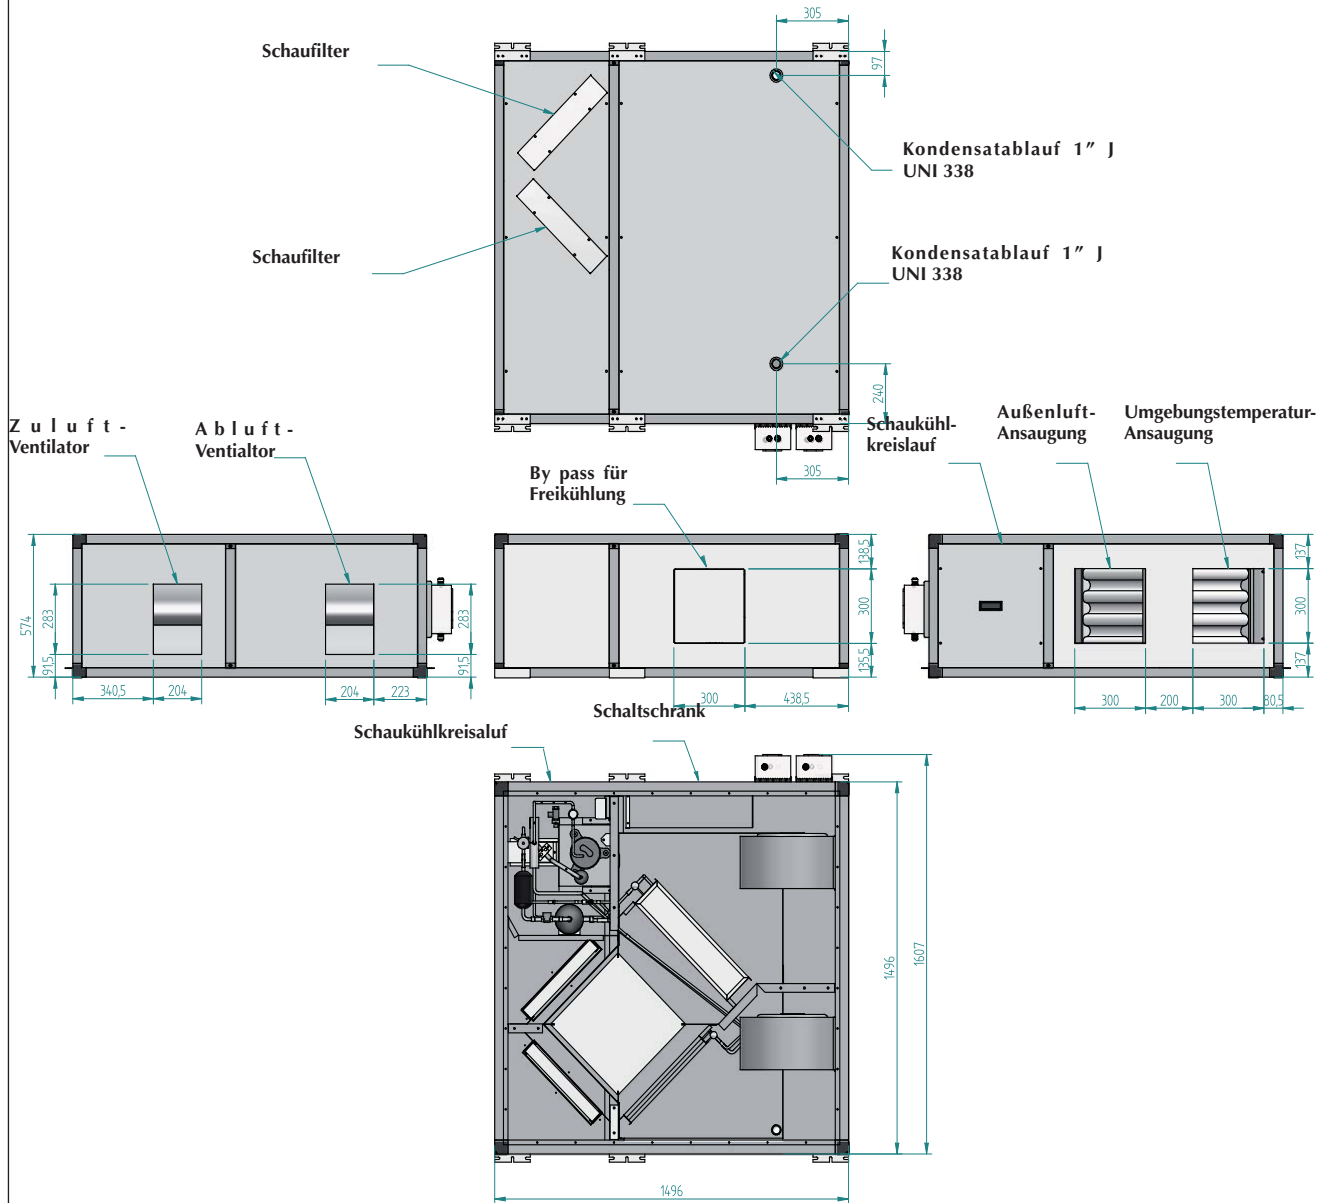 305
Schaufilter
97
Kondensatablauf 1” J
UNI 338
Schaufilter
Kondensatablauf 1” J
UNI 338
240
Zuluft-
Ventilator
Abluft-
Ventialtor
By pass für
Freikühlung
305
Schaukühl-
kreislauf
Außenluft-
Ansaugung
Umgebungstemperatur-
Ansaugung
574
283
91,5
340,5
204
204
223
283
91,5
138,5
300
135,5
300
438,5
137
300
137
300
200
300
80,5
Schaltschrank
Schaukühlkreisaluf
1496
1607
1496